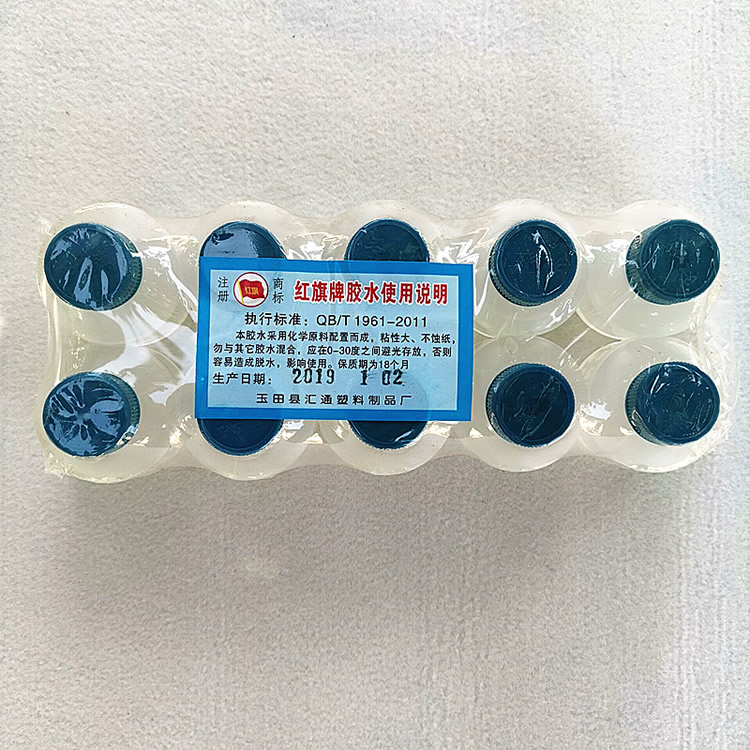 注册 红旗 商标 红旗牌胶水使用说明
执行标准：QB/T 1961-2011
本胶水采用化学原料配置而成，粘性大、不蚀纸，
勿与其它胶水混合，应在0-30度之间避光存放，否则
容易造成脱水，影响使用。保质期为18个月
生产日期： 2019 1 02
玉田县汇通塑料制品厂